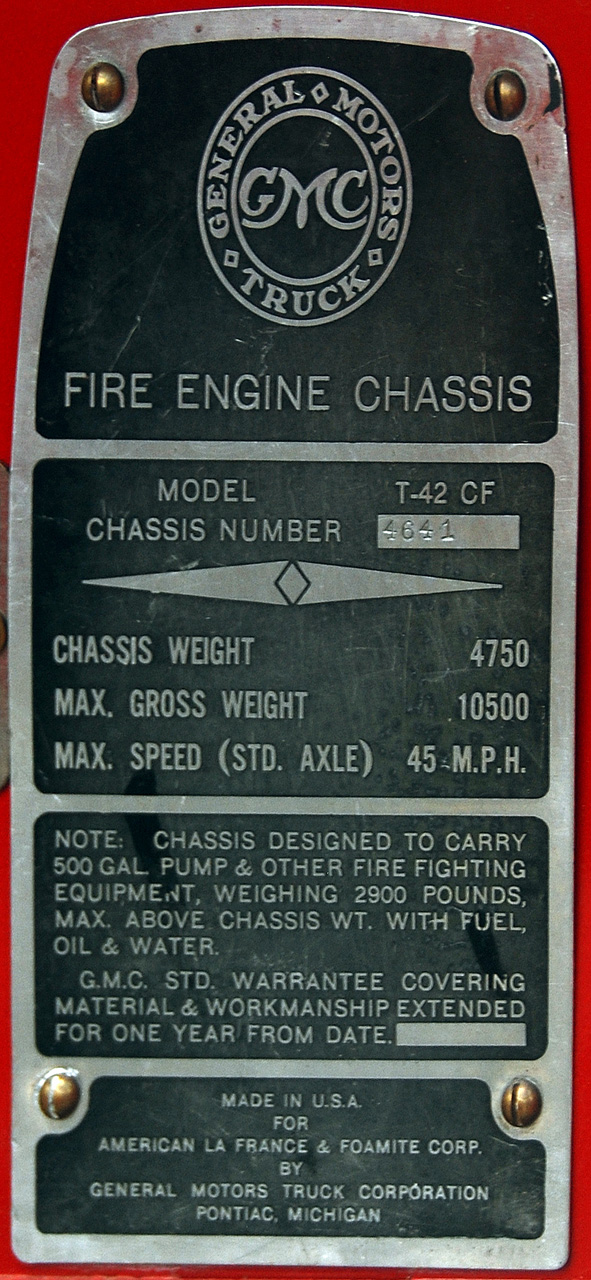 GENERAL MOTORS
GMC
TRUCK
FIRE ENGINE CHASSIS
MODEL T-42 CF
CHASSIS NUMBER 4641
CHASSIS WEIGHT 4750
MAX. GROSS WEIGHT 10500
MAX. SPEED (STD. AXLE) 45 M.P.H.
NOTE: CHASSIS DESIGNED TO CARRY
500 GAL. PUMP & OTHER FIRE FIGHTING
EQUIPMENT, WEIGHING 2900 POUNDS,
MAX. ABOVE CHASSIS WT. WITH FUEL,
OIL & WATER.
G.M.C. STD. WARRANTEE COVERING
MATERIAL & WORKMANSHIP EXTENDED
FOR ONE YEAR FROM DATE.
MADE IN U.S.A.
FOR
AMERICAN LA FRANCE & FOAMITE CORP.
BY
GENERAL MOTORS TRUCK CORPORATION
PONTIAC, MICHIGAN